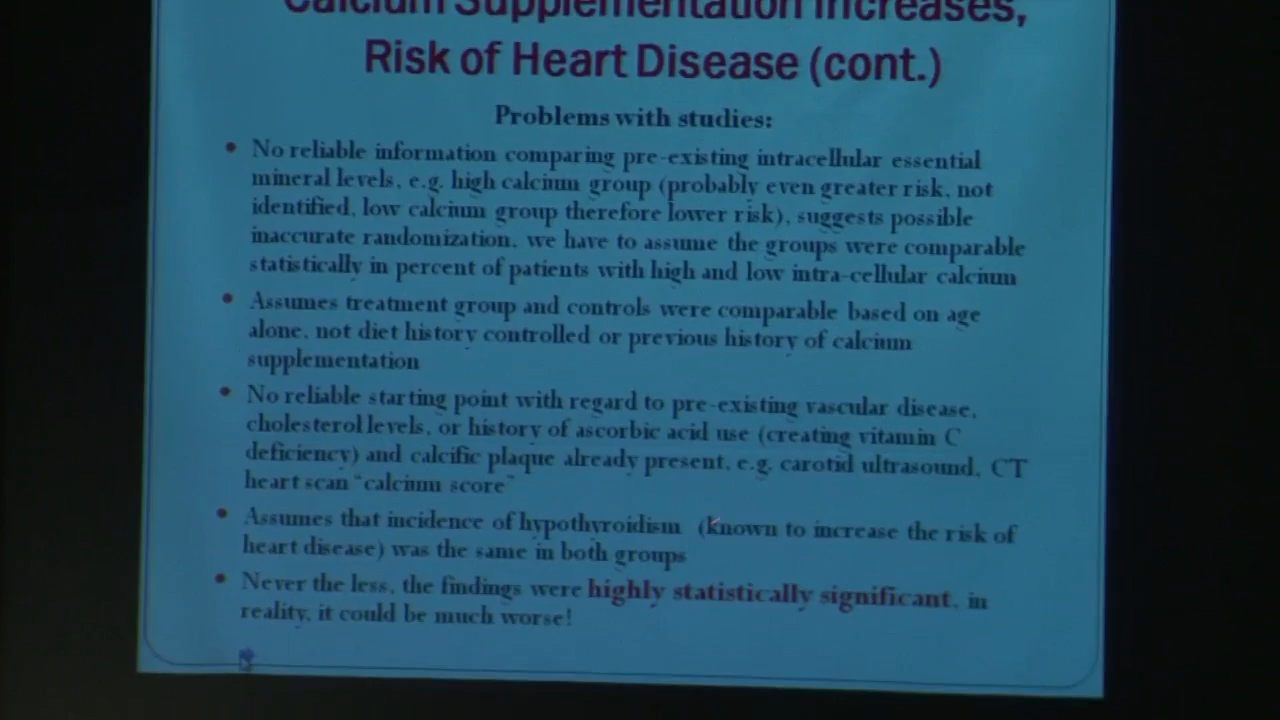 Calcium Supplementation Increases,
Risk of Heart Disease (cont.)
Problems with studies:
• No reliable information comparing pre-existing intracellular essential
mineral levels, e.g. high calcium group (probably even greater risk, not
identified, low calcium group therefore lower risk), suggests possible
inaccurate randomization, we have to assume the groups were comparable
statistically in percent of patients with high and low intra-cellular calcium
• Assumes treatment group and controls were comparable based on age
alone, not diet history controlled or previous history of calcium
supplementation
• No reliable starting point with regard to pre-existing vascular disease,
cholesterol levels, or history of ascorbic acid use (creating vitamin C
deficiency) and calcific plaque already present, e.g. carotid ultrasound, CT
heart scan "calcium score"
• Assumes that incidence of hypothyroidism (known to increase the risk of
heart disease) was the same in both groups
• Never the less, the findings were highly statistically significant, in
reality, it could be much worse!